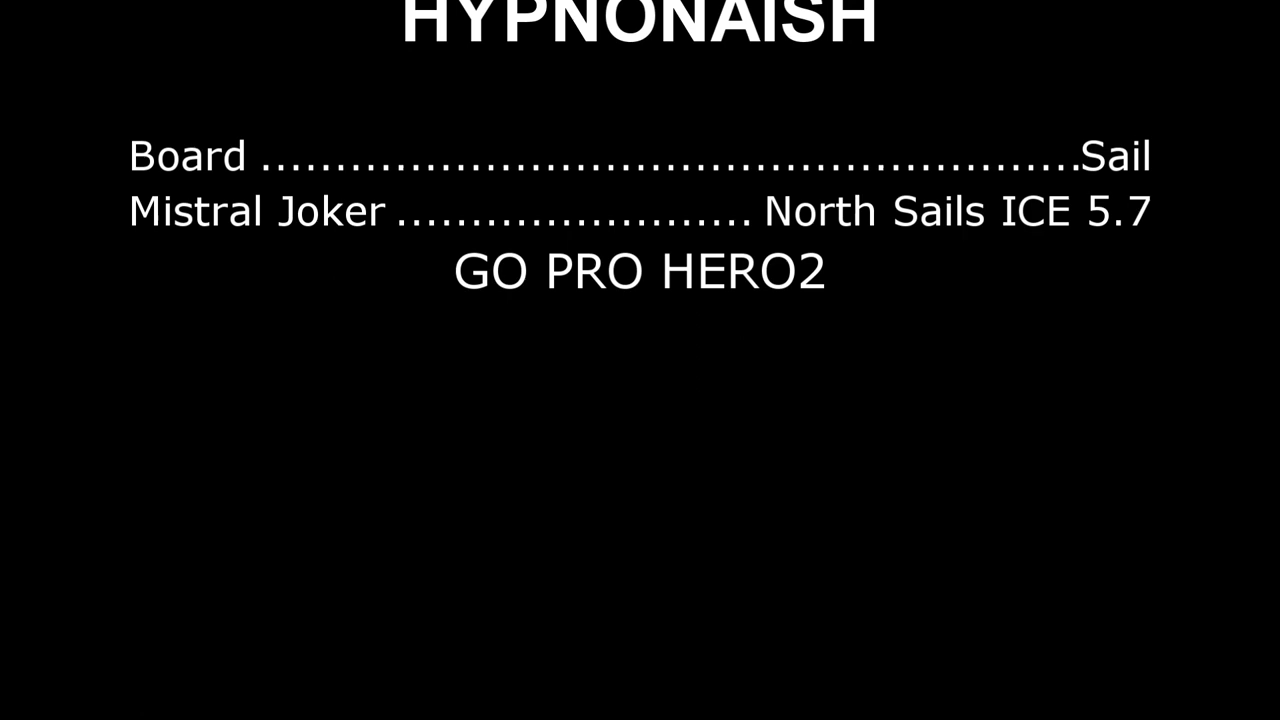 HYPNONAISH
Board .......................................................Sail
Mistral Joker ........................ North Sails ICE 5.7
GO PRO HERO2